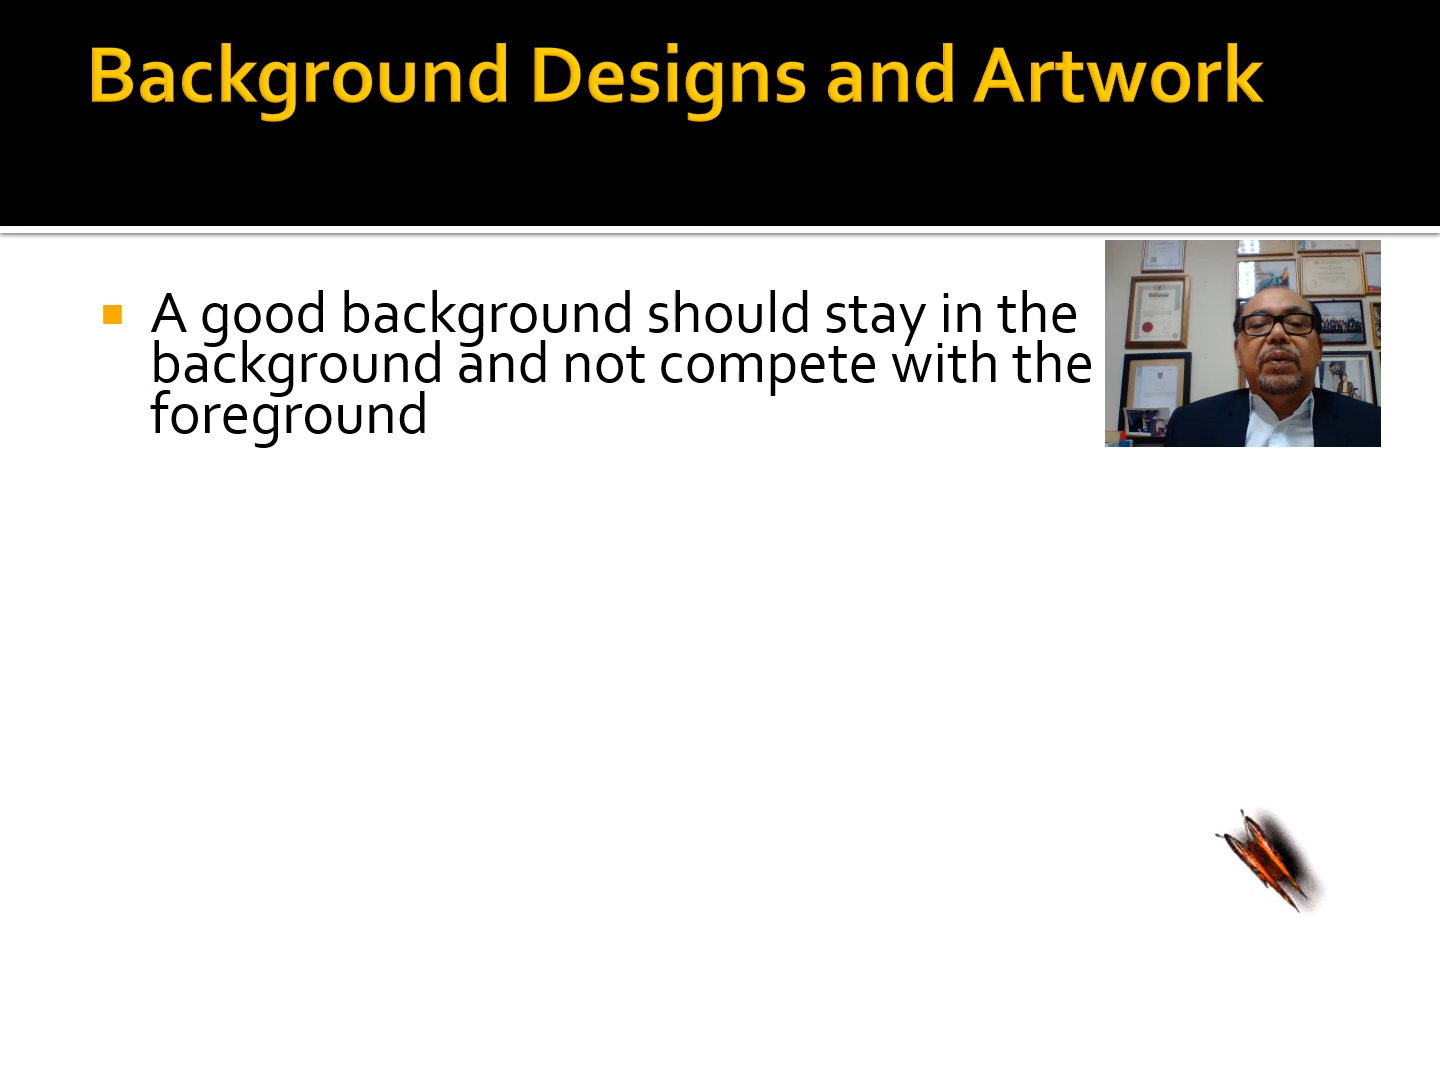 Background Designs and Artwork
A good background should stay in the
background and not compete with the
foreground